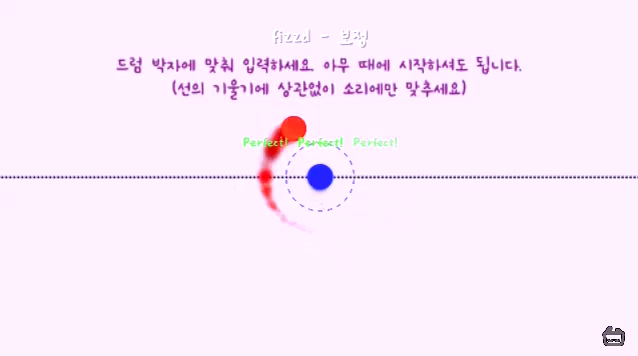 fizzd - 보정
드럼 박자에 맞춰 입력하세요. 아무 때에 시작하셔도 됩니다.
(선의 기울기에 상관없이 소리에만 맞추세요)
Perfect! Perfect! Perfect!